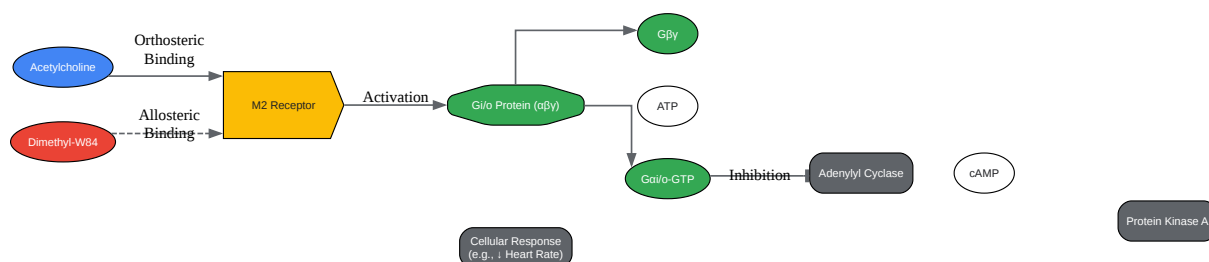 Acetylcholine
Orthosteric
Binding
Dimethyl-W84
Allosteric
Binding
M2 Receptor
Activation
Gi/o Protein (αβγ)
Gβγ
ATP
Gαi/o-GTP
Inhibition
Adenylyl Cyclase
cAMP
Protein Kinase A
Cellular Response
(e.g., ↓ Heart Rate)